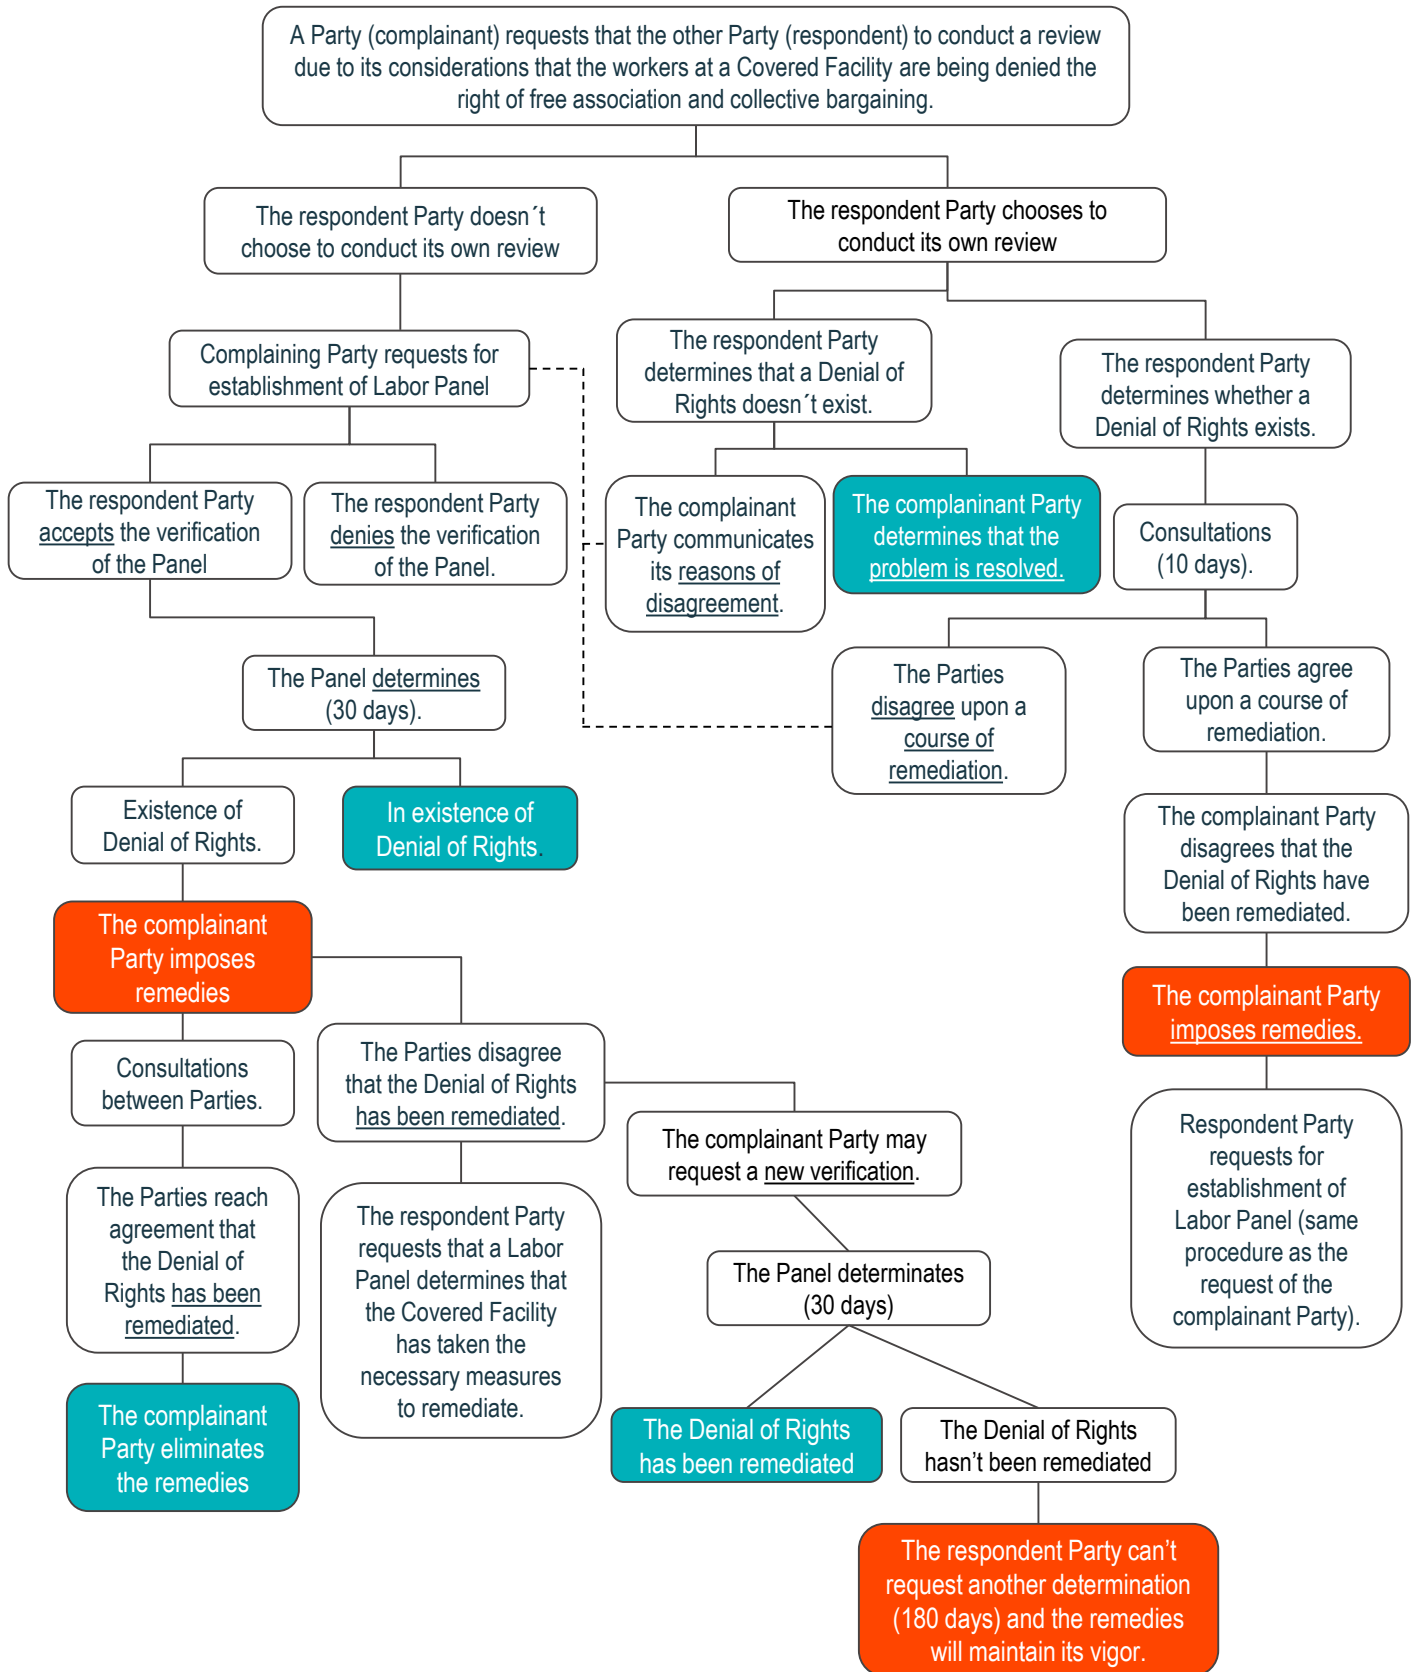 A Party (complainant) requests that the other Party (respondent) to conduct a review
due to its considerations that the workers at a Covered Facility are being denied the
right of free association and collective bargaining.
The respondent Party doesn´t
choose to conduct its own review
The respondent Party chooses to
conduct its own review
Complaining Party requests for
establishment of Labor Panel
The respondent Party
determines that a Denial of
Rights doesn´t exist.
The respondent Party
determines whether a
Denial of Rights exists.
The respondent Party
accepts the verification
of the Panel
The respondent Party
denies the verification
of the Panel.
The complainant
Party communicates
its reasons of
disagreement.
The complaninant Party
determines that the
problem is resolved.
Consultations
(10 days).
The Panel determines
(30 days).
The Parties
disagree upon a
course of
remediation.
The Parties agree
upon a course of
remediation.
Existence of
Denial of Rights.
In existence of
Denial of Rights.
The complainant Party
disagrees that the
Denial of Rights have
been remediated.
The complainant
Party imposes
remedies
The complainant Party
imposes remedies.
Consultations
between Parties.
The Parties disagree
that the Denial of Rights
has been remediated.
The complainant Party may
request a new verification.
Respondent Party
requests for
establishment of
Labor Panel (same
procedure as the
request of the
complainant Party).
The Parties reach
agreement that
the Denial of
Rights has been
remediated.
The respondent Party
requests that a Labor
Panel determines that
the Covered Facility
has taken the
necessary measures
to remediate.
The Panel determinates
(30 days)
The complainant
Party eliminates
the remedies
The Denial of Rights
has been remediated
The Denial of Rights
hasn’t been remediated
The respondent Party can’t
request another determination
(180 days) and the remedies
will maintain its vigor.